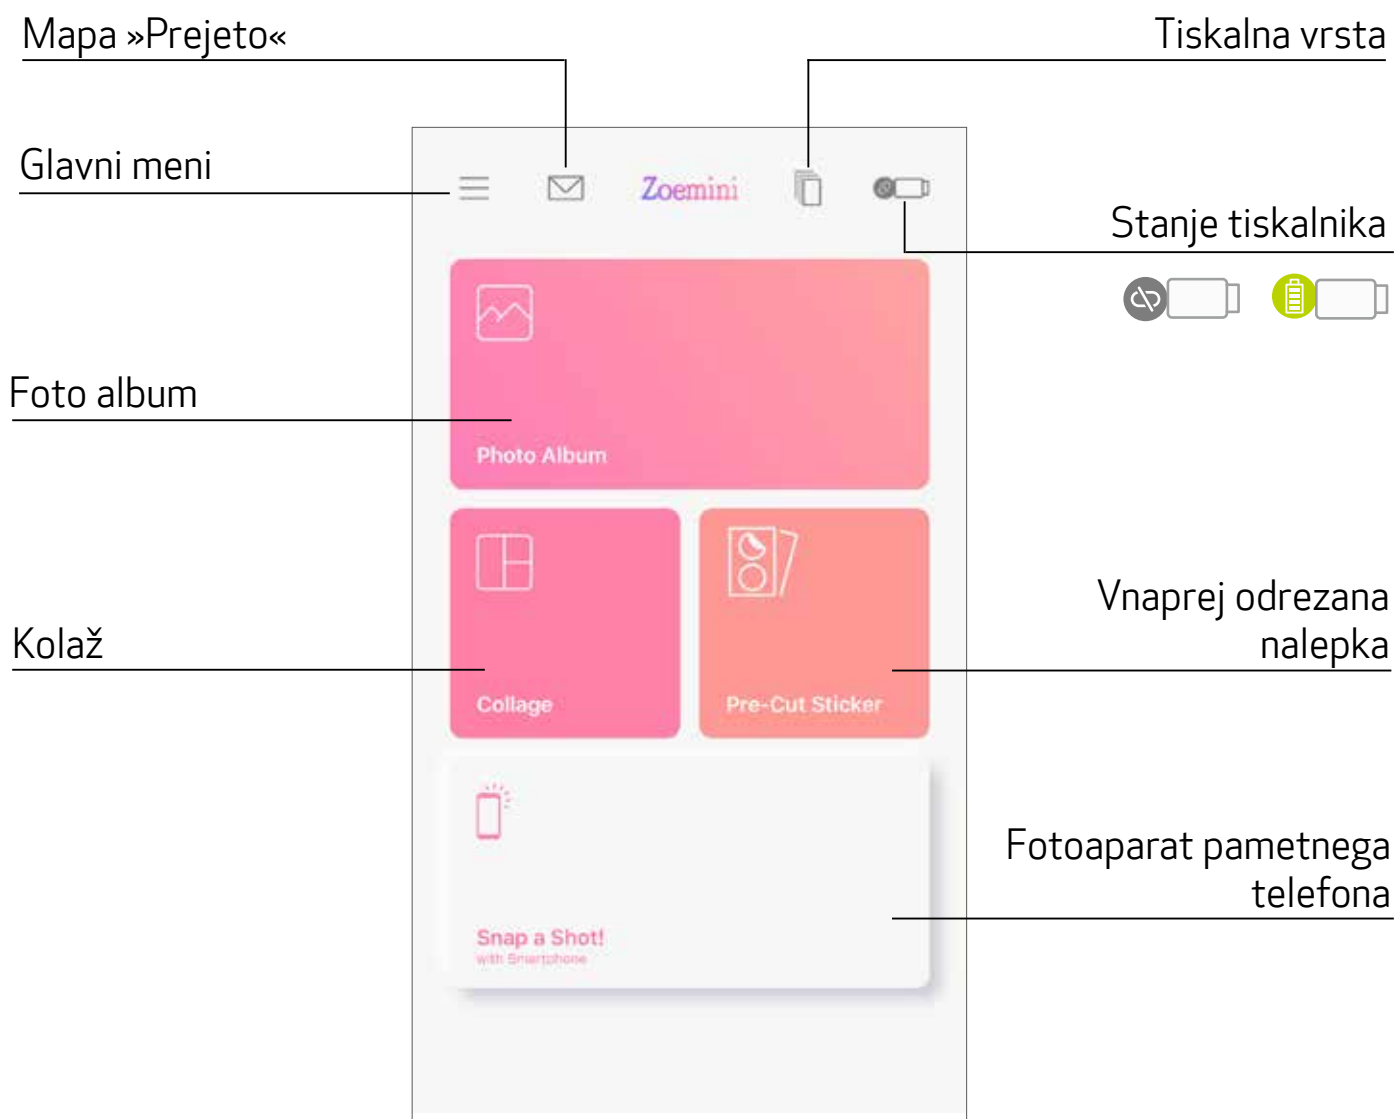 Mapa »Prejeto«
Tiskalna vrsta
Glavni meni
Zoemini
Stanje tiskalnika
Foto album
Photo Album
Vnaprej odrezana
nalepka
Kolaž
Collage
Pre-Cut Sticker
Fotoaparat pametnega
telefona
Snap a Shot!
with Smartphone